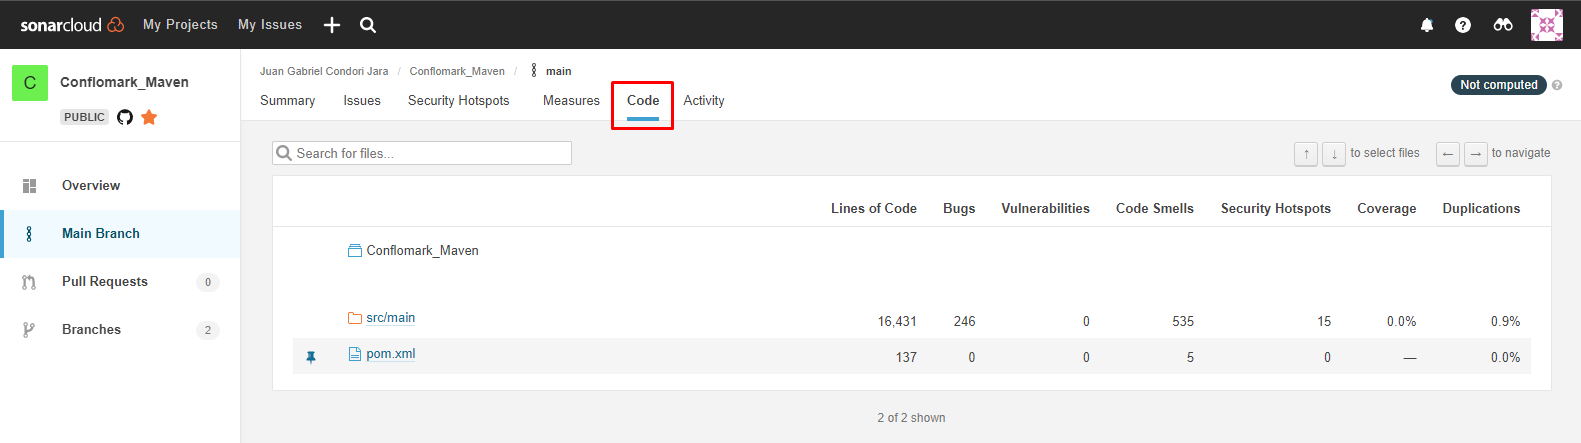 sonarcloud My Projects My Issues
C Conflomark_Maven
PUBLIC
Overview
Main Branch
Pull Requests 0
Branches 2
Juan Gabriel Condori Jara / Conflomark_Maven / main
Summary Issues Security Hotspots Measures Code Activity
Not computed
Search for files...
↑ ↓ to select files ← → to navigate
Lines of Code Bugs Vulnerabilities Code Smells Security Hotspots Coverage Duplications
Conflomark_Maven
src/main 16,431 246 0 535 15 0.0% 0.9%
pom.xml 137 0 0 5 0 — 0.0%
2 of 2 shown